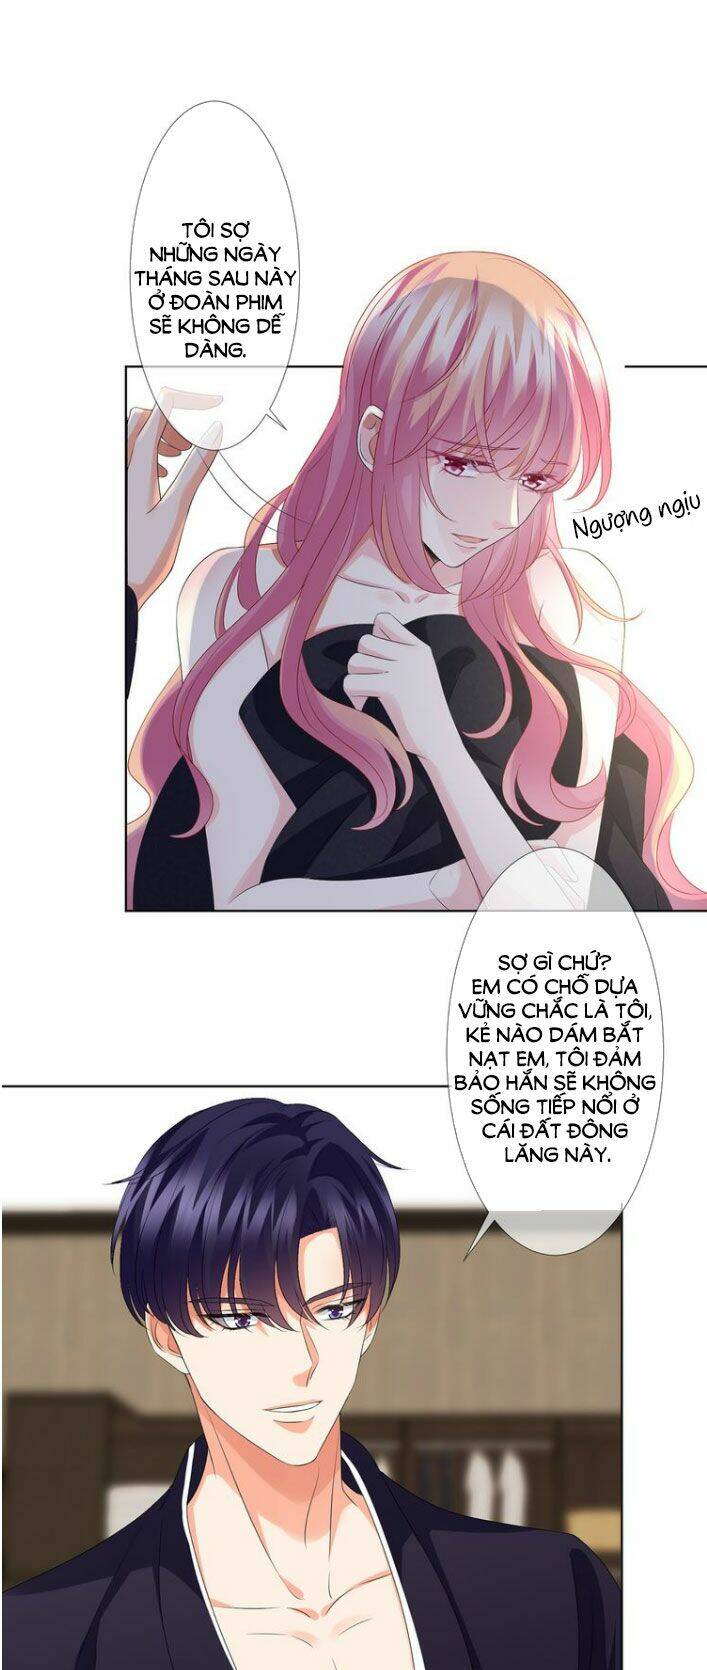 TÔI SỢ
NHỮNG NGÀY
THÁNG SAU NÀY
Ở ĐOÀN PHIM
SẼ KHÔNG DỄ
DÀNG.
Ngượng ngịu
SỢ GÌ CHỨ?
EM CÓ CHỖ DỰA
VỮNG CHẮC LÀ TÔI,
KẺ NÀO DÁM BẮT
NẠT EM, TÔI ĐẢM
BẢO HẮN SẼ KHÔNG
SỐNG TIẾP NỔI Ở
CÁI ĐẤT ĐÔNG
LĂNG NÀY.